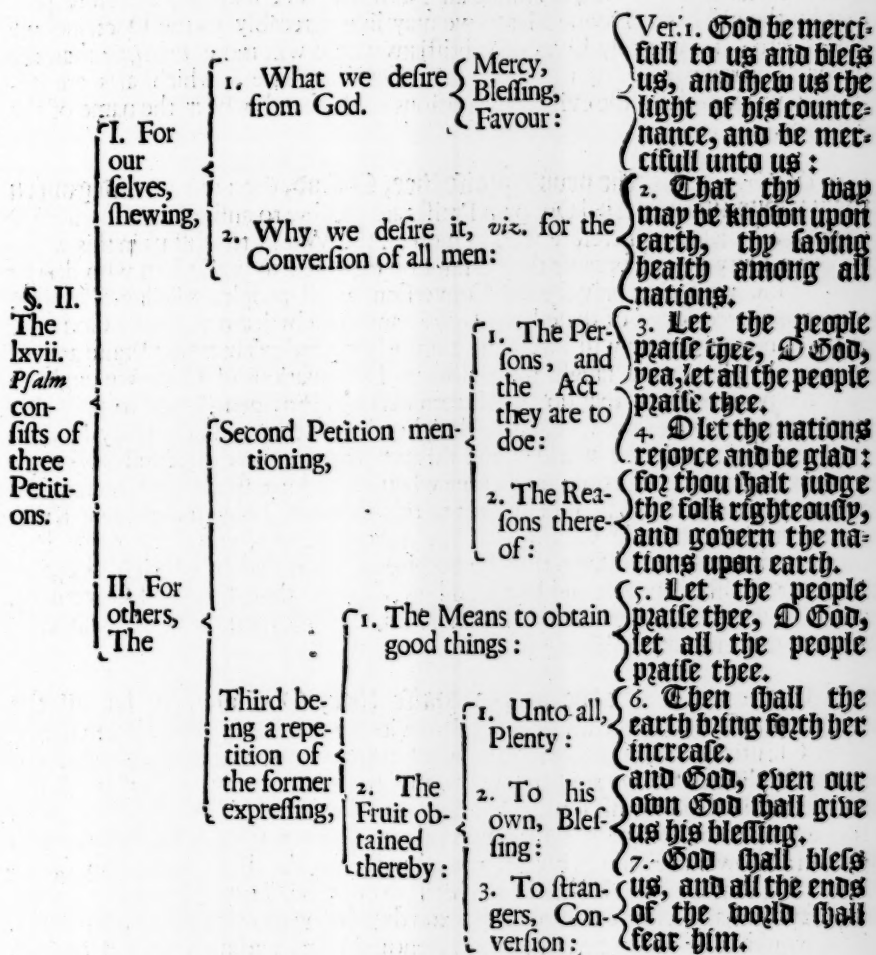 §. II.
The
lxvii.
Pſalm
con-
ſiſts of
three
Petiti-
ons.
I. For
our
ſelves,
ſhewing,
1. What we deſire
from God.
Mercy,
Bleſſing,
Favour :
Ver. 1. God be merci-
full to us and bleſs
us, and ſhew us the
light of his counte-
nance, and be mer-
cifull unto us :
2. Why we deſire it, viz. for the
Converſion of all men:
2. That thy way
may be known upon
earth, thy ſaving
health among all
nations.
II. For
others,
The
Second Petition men-
tioning,
1. The Per-
ſons, and
the Act
they are to
doe:
3. Let the people
praiſe thee, O God,
yea, let all the people
praiſe thee.
4. O let the nations
rejoyce and be glad :
2. The Rea-
ſons there-
of :
for thou ſhalt judge
the folk righteouſly,
and govern the na-
tions upon earth.
Third be-
ing a repe-
tition of
the former
expreſſing,
1. The Means to obtain
good things :
5. Let the people
praiſe thee, O God,
let all the people
praiſe thee.
2. The
Fruit ob-
tained
thereby :
1. Unto all,
Plenty :
6. Then ſhall the
earth bring forth her
increaſe.
2. To his
own, Bleſ-
ſing :
and God, even our
own God ſhall give
us his bleſſing.
3. To ſtran-
gers, Con-
verſion :
7. God ſhall bleſs
us, and all the ends
of the world ſhall
fear him.